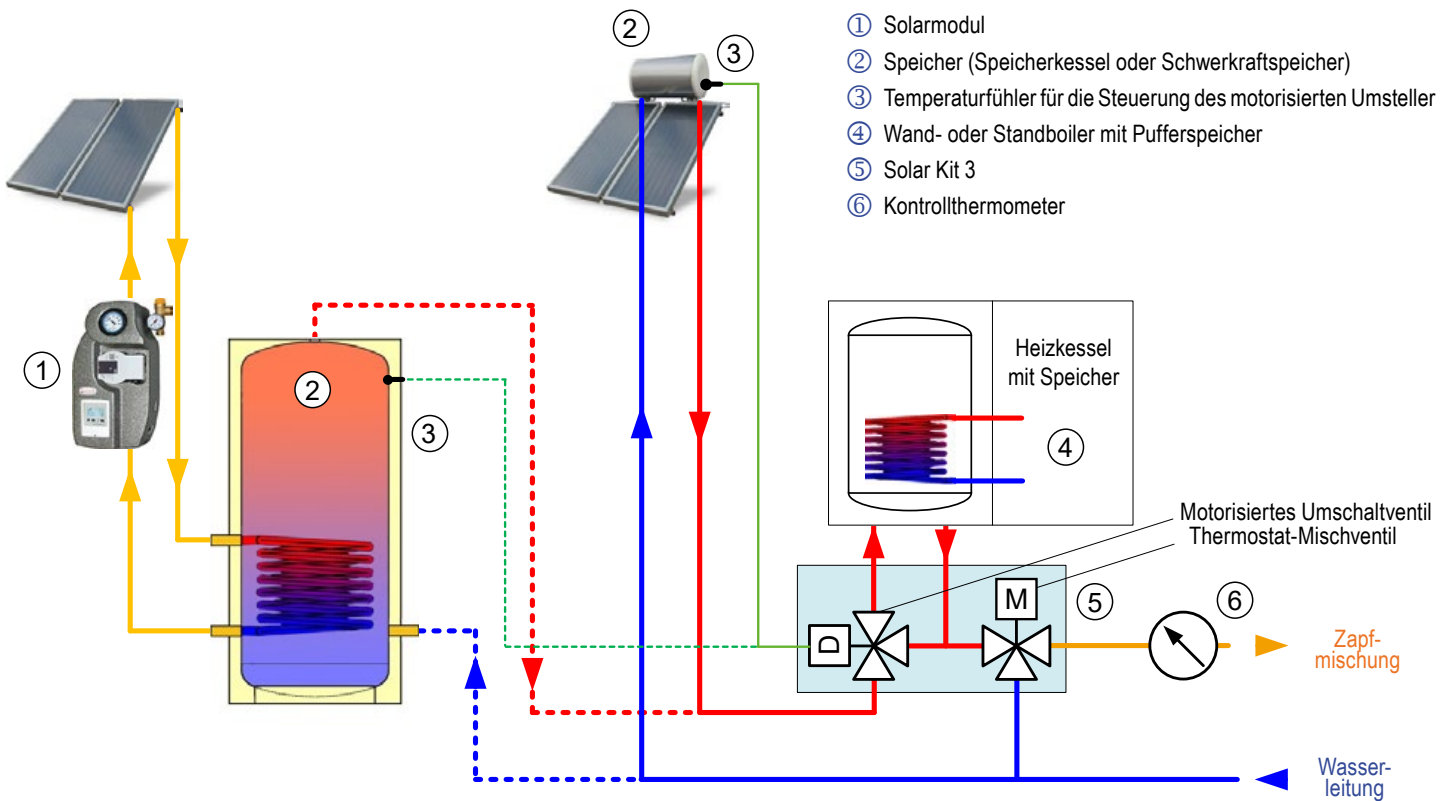 ① Solarmodul
② Speicher (Speicherkessel oder Schwerkraftspeicher)
③ Temperaturfühler für die Steuerung des motorisierten Umsteller
④ Wand- oder Standboiler mit Pufferspeicher
⑤ Solar Kit 3
⑥ Kontrollthermometer
②
③
①
②
③
Heizkessel
mit Speicher
④
Motorisiertes Umschaltventil
Thermostat-Mischventil
M
⑤
⑥
D
Zapf-
mischung
Wasser-
leitung